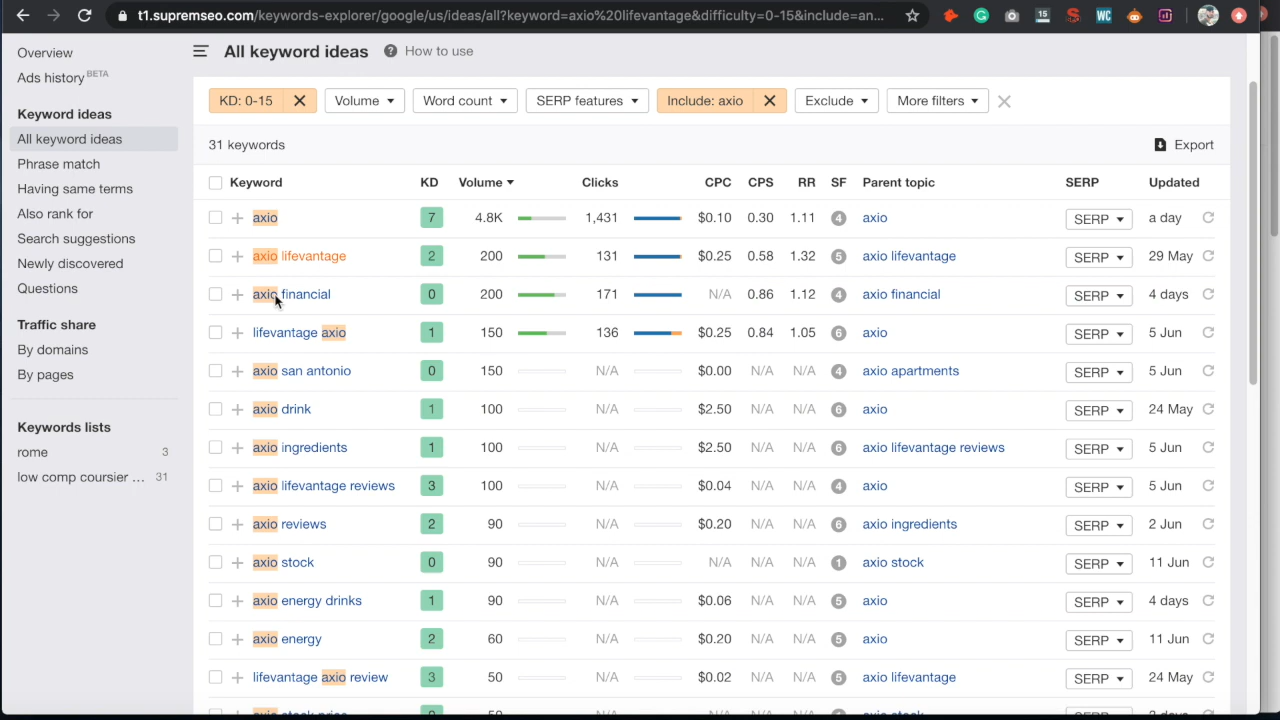 t1.supremseo.com/keywords-explorer/google/us/ideas/all?keyword=axio%20lifevantage&difficulty=0-15&include=an...
15
WC
Overview
Ads history BETA
Keyword ideas
All keyword ideas
Phrase match
Having same terms
Also rank for
Search suggestions
Newly discovered
Questions
Traffic share
By domains
By pages
Keywords lists
rome 3
low comp coursier ... 31
All keyword ideas ? How to use
KD: 0-15 Volume Word count SERP features Include: axio Exclude More filters
31 keywords Export
Keyword KD Volume Clicks CPC CPS RR SF Parent topic SERP Updated
axio 7 4.8K 1,431 $0.10 0.30 1.11 4 axio SERP a day
axio lifevantage 2 200 131 $0.25 0.58 1.32 5 axio lifevantage SERP 29 May
axio financial 0 200 171 N/A 0.86 1.12 4 axio financial SERP 4 days
lifevantage axio 1 150 136 $0.25 0.84 1.05 6 axio SERP 5 Jun
axio san antonio 0 150 N/A $0.00 N/A N/A 4 axio apartments SERP 5 Jun
axio drink 1 100 N/A $2.50 N/A N/A 6 axio SERP 24 May
axio ingredients 1 100 N/A $2.50 N/A N/A 6 axio lifevantage reviews SERP 5 Jun
axio lifevantage reviews 3 100 N/A $0.04 N/A N/A 4 axio SERP 5 Jun
axio reviews 2 90 N/A $0.20 N/A N/A 6 axio ingredients SERP 2 Jun
axio stock 0 90 N/A N/A N/A N/A 1 axio stock SERP 11 Jun
axio energy drinks 1 90 N/A $0.06 N/A N/A 5 axio SERP 4 days
axio energy 2 60 N/A $0.20 N/A N/A 5 axio SERP 11 Jun
lifevantage axio review 3 50 N/A $0.02 N/A N/A 5 axio lifevantage SERP 24 May